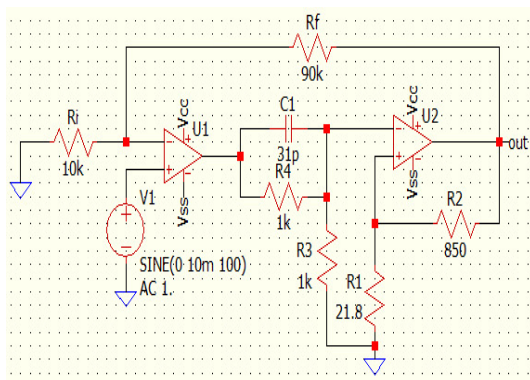 Rf
90k
Ri
10k
Vcc
U1
Vss
C1
31p
R4
1k
Vcc
U2
Vss
out
V1
SINE(0 10m 100)
AC 1.
R3
1k
R1
21.8
R2
850